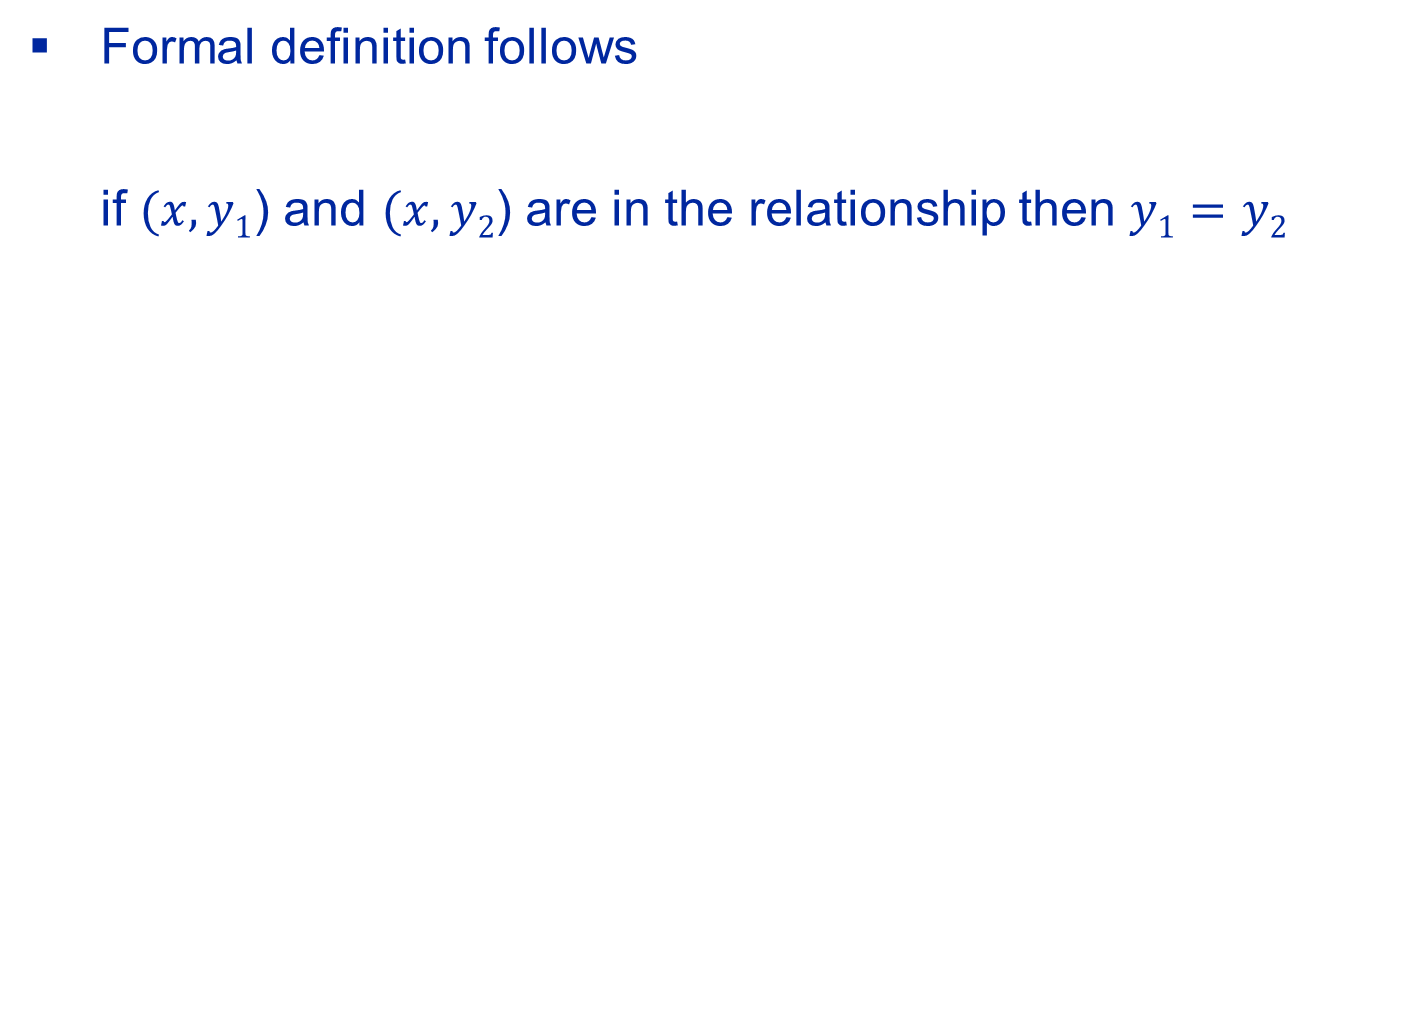 ▪ Formal definition follows
if (x, y₁) and (x, y₂) are in the relationship then y₁ = y₂